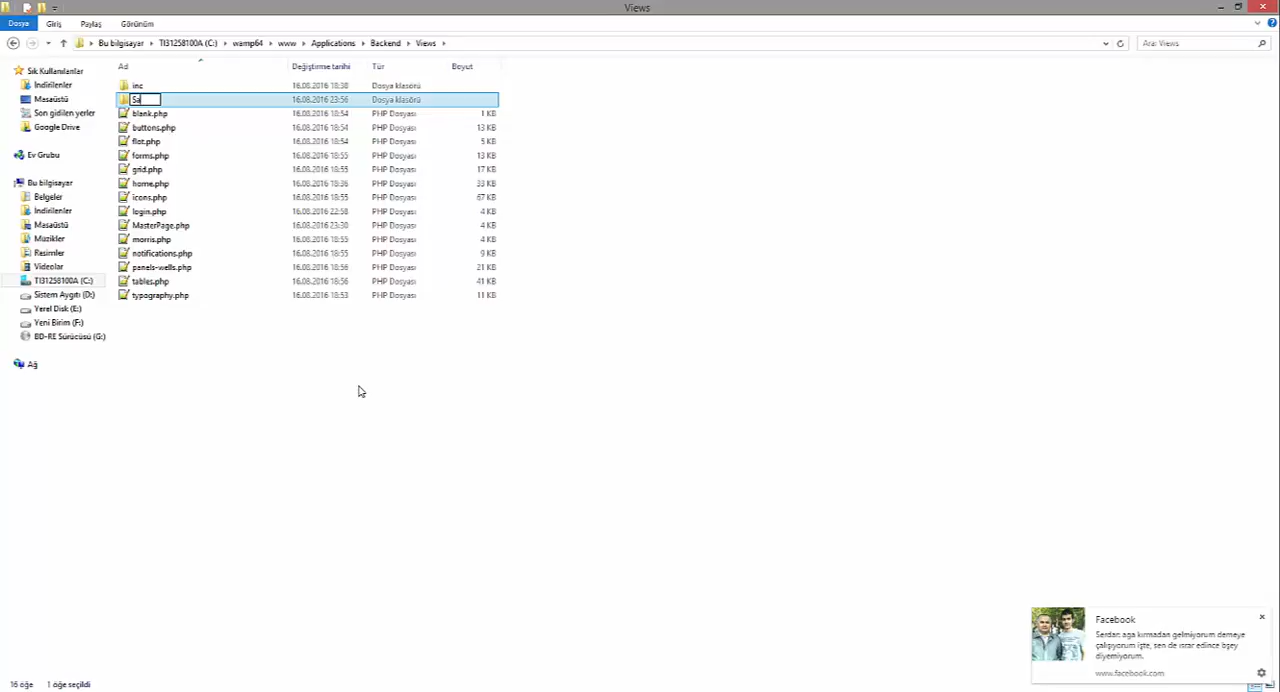 Views
Dosya Giriş Paylaş Görünüm
Bu bilgisayar TI31258100A (C:) wamp64 www Applications Backend Views
Ara: Views
Ad Değiştirme tarihi Tür Boyut
Sık Kullanılanlar
İndirilenler
Masaüstü
Son gidilen yerler
Google Drive
Ev Grubu
Bu bilgisayar
Belgeler
İndirilenler
Masaüstü
Müzikler
Resimler
Videolar
TI31258100A (C:)
Sistem Aygıtı (D:)
Yerel Disk (E:)
Yeni Birim (F:)
BD-RE Sürücüsü (G:)
Ağ
inc 16.08.2016 18:38 Dosya klasörü
Sa 16.08.2016 23:56 Dosya klasörü
blank.php 16.08.2016 18:54 PHP Dosyası 1 KB
buttons.php 16.08.2016 18:54 PHP Dosyası 13 KB
flot.php 16.08.2016 18:54 PHP Dosyası 5 KB
forms.php 16.08.2016 18:55 PHP Dosyası 13 KB
grid.php 16.08.2016 18:55 PHP Dosyası 17 KB
home.php 16.08.2016 18:36 PHP Dosyası 33 KB
icons.php 16.08.2016 18:55 PHP Dosyası 67 KB
login.php 16.08.2016 22:58 PHP Dosyası 4 KB
MasterPage.php 16.08.2016 23:30 PHP Dosyası 4 KB
morris.php 16.08.2016 18:55 PHP Dosyası 4 KB
notifications.php 16.08.2016 18:55 PHP Dosyası 9 KB
panels-wells.php 16.08.2016 18:56 PHP Dosyası 21 KB
tables.php 16.08.2016 18:56 PHP Dosyası 41 KB
typography.php 16.08.2016 18:53 PHP Dosyası 11 KB
Facebook
Serdar: aga kırmadan gelmiyorum demeye
çalışıyorum işte, sen de ısrar edince bşey
diyemiyorum.
www.facebook.com
16 öğe 1 öğe seçildi